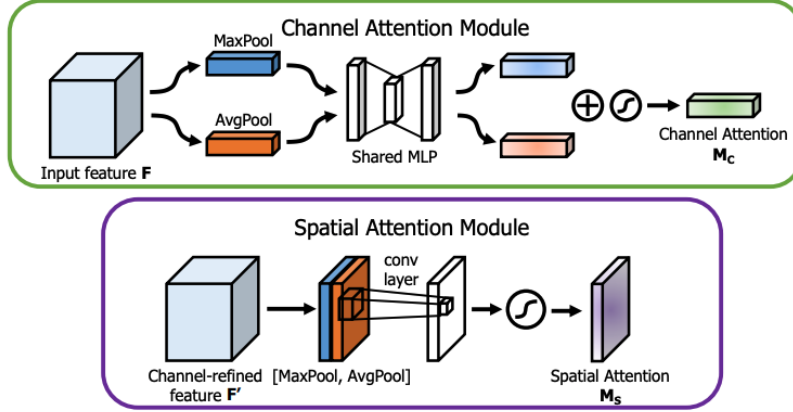 Channel Attention Module
MaxPool
AvgPool
Input feature F
Shared MLP
Channel Attention
Mc
Spatial Attention Module
conv
layer
Channel-refined
feature F'
[MaxPool, AvgPool]
Spatial Attention
Ms